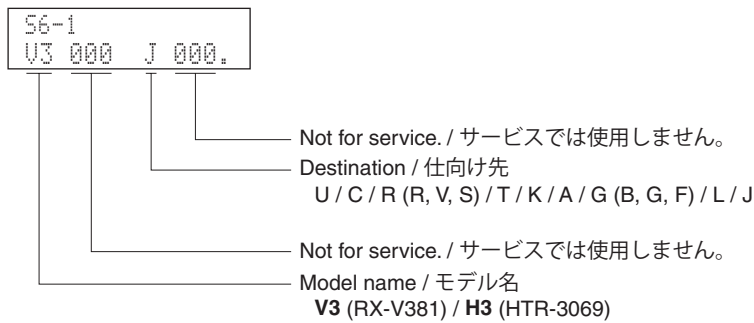 S6-1
V3 000 J 000.
Not for service. / サービスでは使用しません。
Destination / 仕向け先
U / C / R (R, V, S) / T / K / A / G (B, G, F) / L / J
Not for service. / サービスでは使用しません。
Model name / モデル名
V3 (RX-V381) / H3 (HTR-3069)